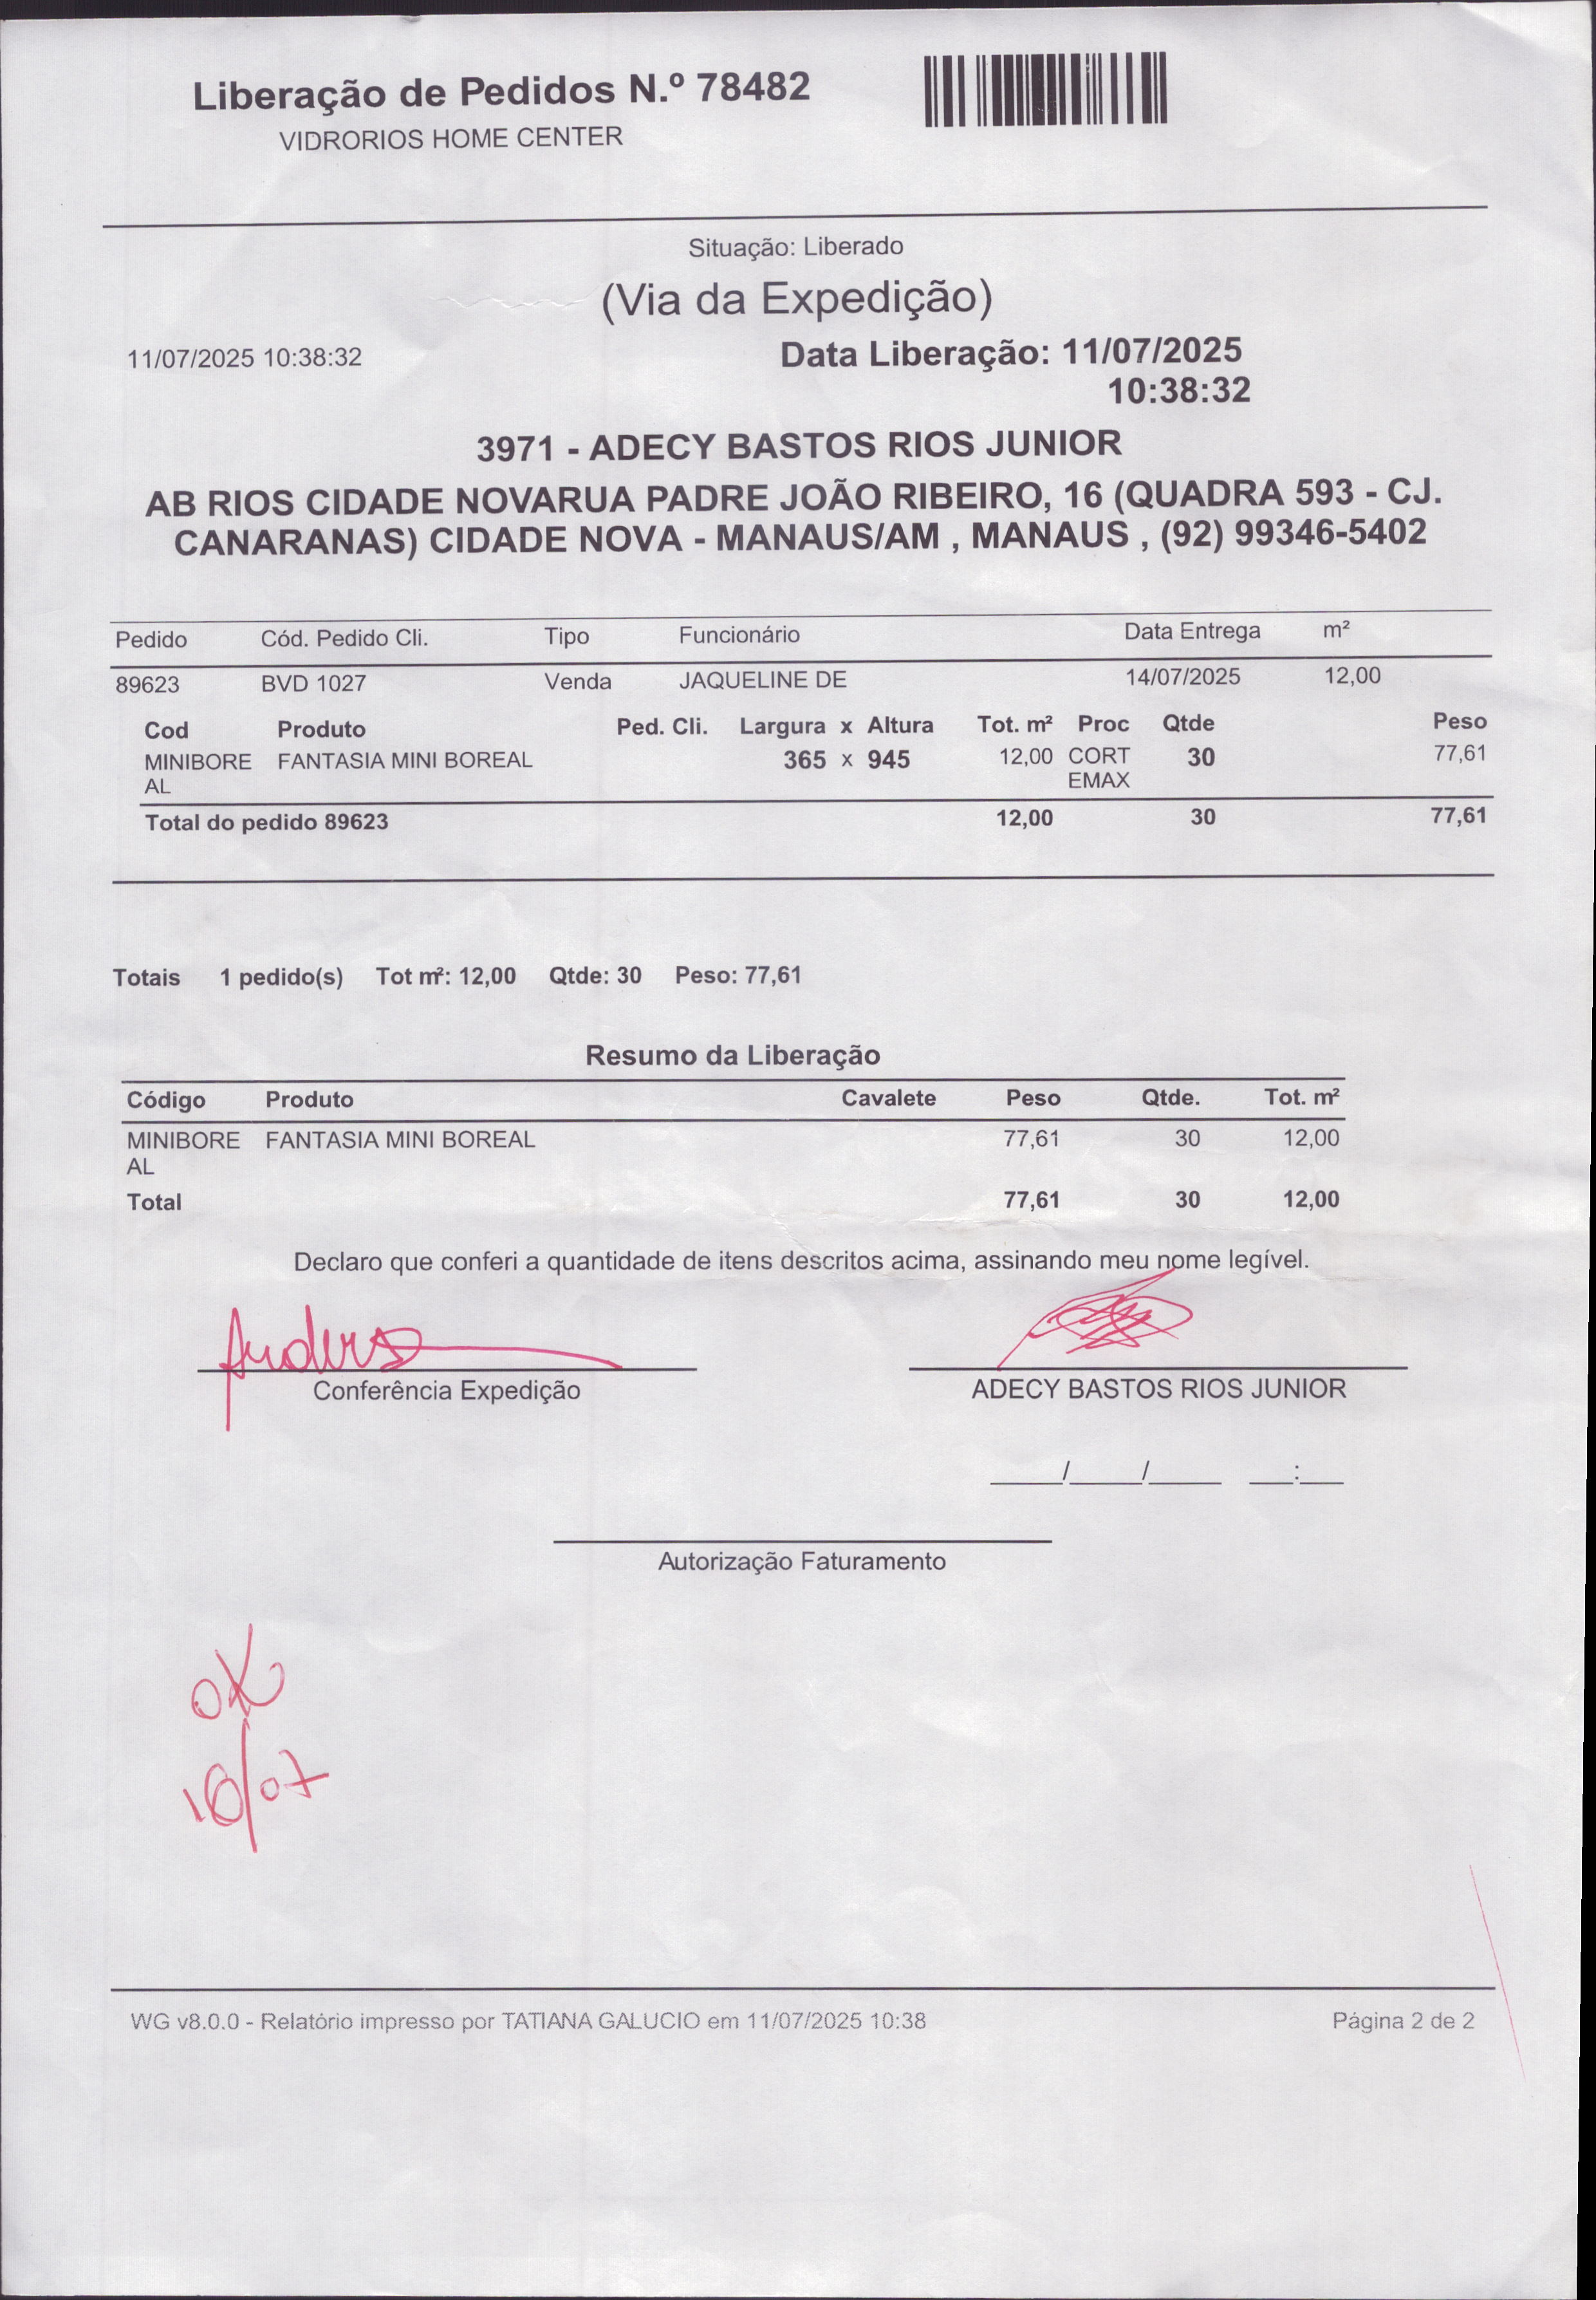 Liberação de Pedidos N.º 78482
VIDRORIOS HOME CENTER
Situação: Liberado
(Via da Expedição)
11/07/2025 10:38:32
Data Liberação: 11/07/2025
10:38:32
3971 - ADECY BASTOS RIOS JUNIOR
AB RIOS CIDADE NOVARUA PADRE JOÃO RIBEIRO, 16 (QUADRA 593 - CJ.
CANARANAS) CIDADE NOVA - MANAUS/AM , MANAUS , (92) 99346-5402
Pedido Cód. Pedido Cli. Tipo Funcionário Data Entrega m²
89623 BVD 1027 Venda JAQUELINE DE 14/07/2025 12,00
Cod Produto Ped. Cli. Largura x Altura Tot. m² Proc Qtde Peso
MINIBORE FANTASIA MINI BOREAL 365 x 945 12,00 CORT 30 77,61
AL EMAX
Total do pedido 89623 12,00 30 77,61
Totais 1 pedido(s) Tot m²: 12,00 Qtde: 30 Peso: 77,61
Resumo da Liberação
Código Produto Cavalete Peso Qtde. Tot. m²
MINIBORE FANTASIA MINI BOREAL 77,61 30 12,00
AL
Total 77,61 30 12,00
Declaro que conferi a quantidade de itens descritos acima, assinando meu nome legível.
Conferência Expedição
ADECY BASTOS RIOS JUNIOR
____/____/____ __:__
Autorização Faturamento
OK
16/07
WG v8.0.0 - Relatório impresso por TATIANA GALUCIO em 11/07/2025 10:38
Página 2 de 2